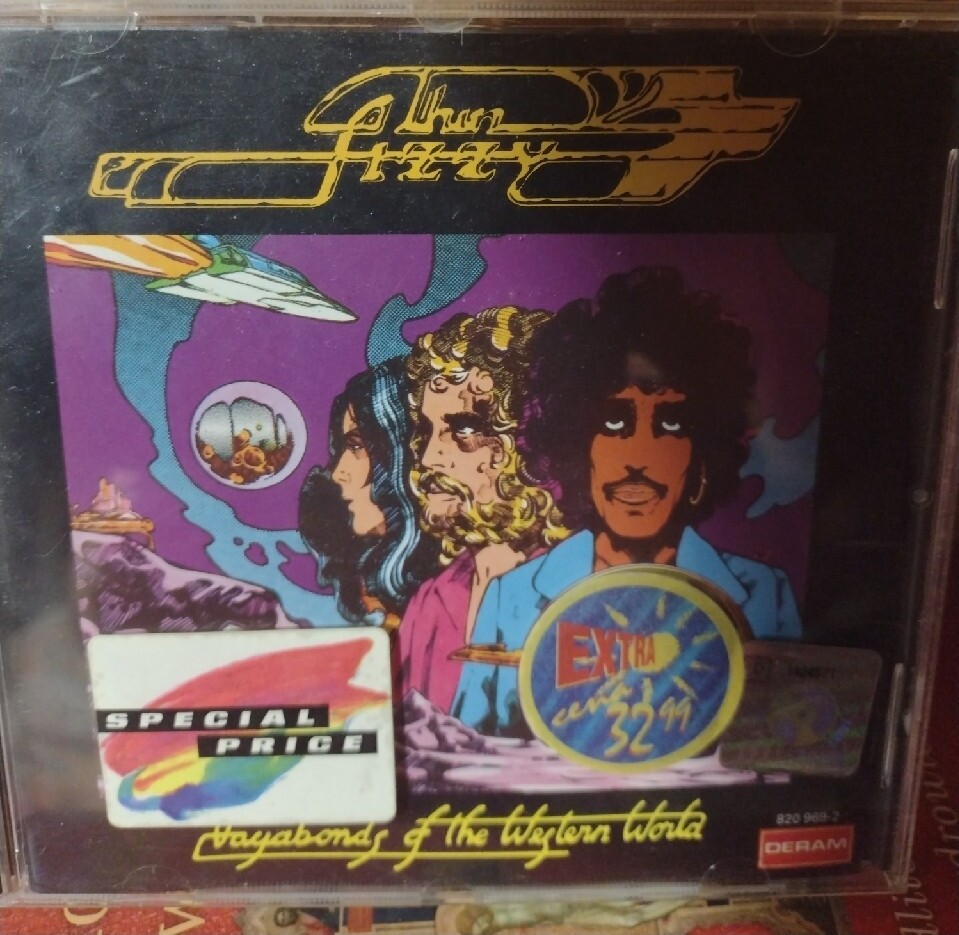 Thin
Lizzy
EXTRA
cena
32 99
SPECIAL
PRICE
Vagabonds of the Western World
820 969-2
DERAM